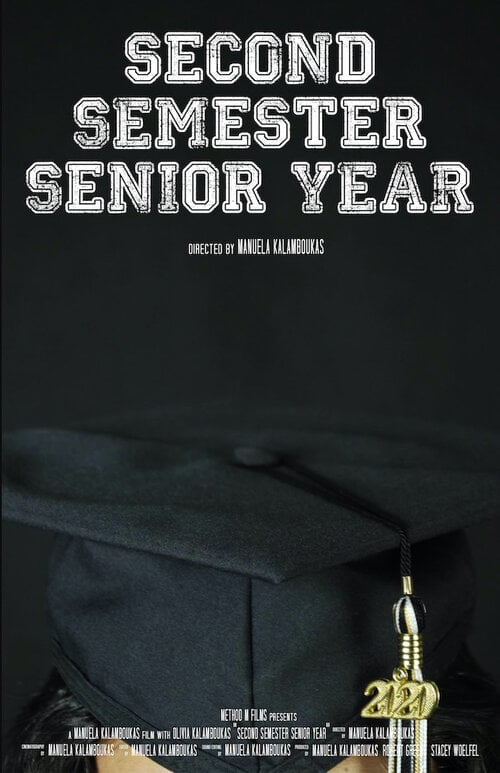 SECOND
SEMESTER
SENIOR YEAR
DIRECTED BY MANUELA KALAMBOUKAS
2020
METHOD M FILMS PRESENTS
A MANUELA KALAMBOUKAS FILM WITH OLIVIA KALAMBOUKAS "SECOND SEMESTER SENIOR YEAR" DIRECTED BY MANUELA KALAMBOUKAS
CINEMATOGRAPHY BY MANUELA KALAMBOUKAS EDITED BY MANUELA KALAMBOUKAS SOUND EDITING BY MANUELA KALAMBOUKAS PRODUCED BY MANUELA KALAMBOUKAS ROBERT STACEY WOELFEL